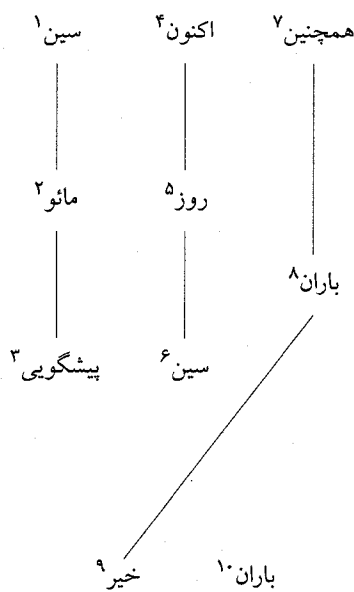 همچنین۷ اکنون۴ سین۱
روز۵ مائو۲
باران۸
سین۶ پیشگویی۳
باران۱۰ خیر۹